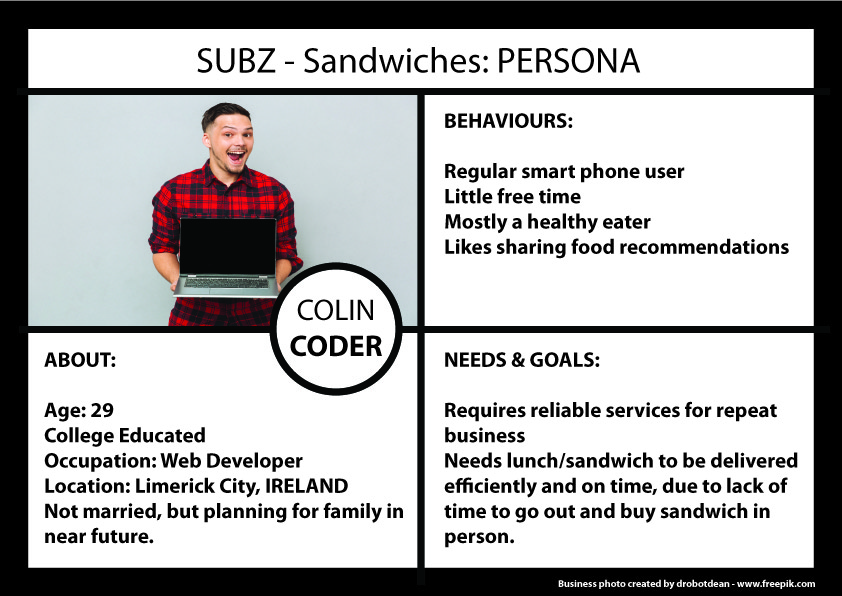 SUBZ - Sandwiches: PERSONA
BEHAVIOURS:
Regular smart phone user
Little free time
Mostly a healthy eater
Likes sharing food recommendations
COLIN
CODER
ABOUT:
Age: 29
College Educated
Occupation: Web Developer
Location: Limerick City, IRELAND
Not married, but planning for family in
near future.
NEEDS & GOALS:
Requires reliable services for repeat
business
Needs lunch/sandwich to be delivered
efficiently and on time, due to lack of
time to go out and buy sandwich in
person.
Business photo created by drobotdean - www.freepik.com